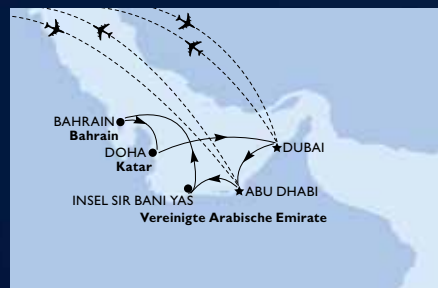 BAHRAIN
Bahrain
DOHA
Katar
DUBAI
INSEL SIR BANI YAS
ABU DHABI
Vereinigte Arabische Emirate